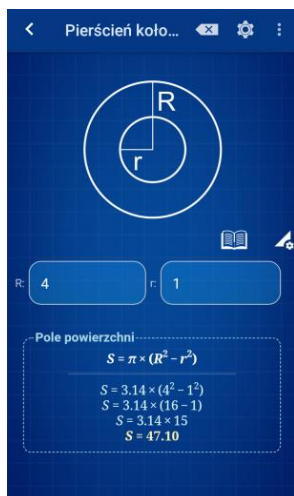 Pierścień koło...
R
r
R: 4 r: 1
Pole powierzchni
S = π × (R² – r²)
S = 3.14 × (4² – 1²)
S = 3.14 × (16 – 1)
S = 3.14 × 15
S = 47.10